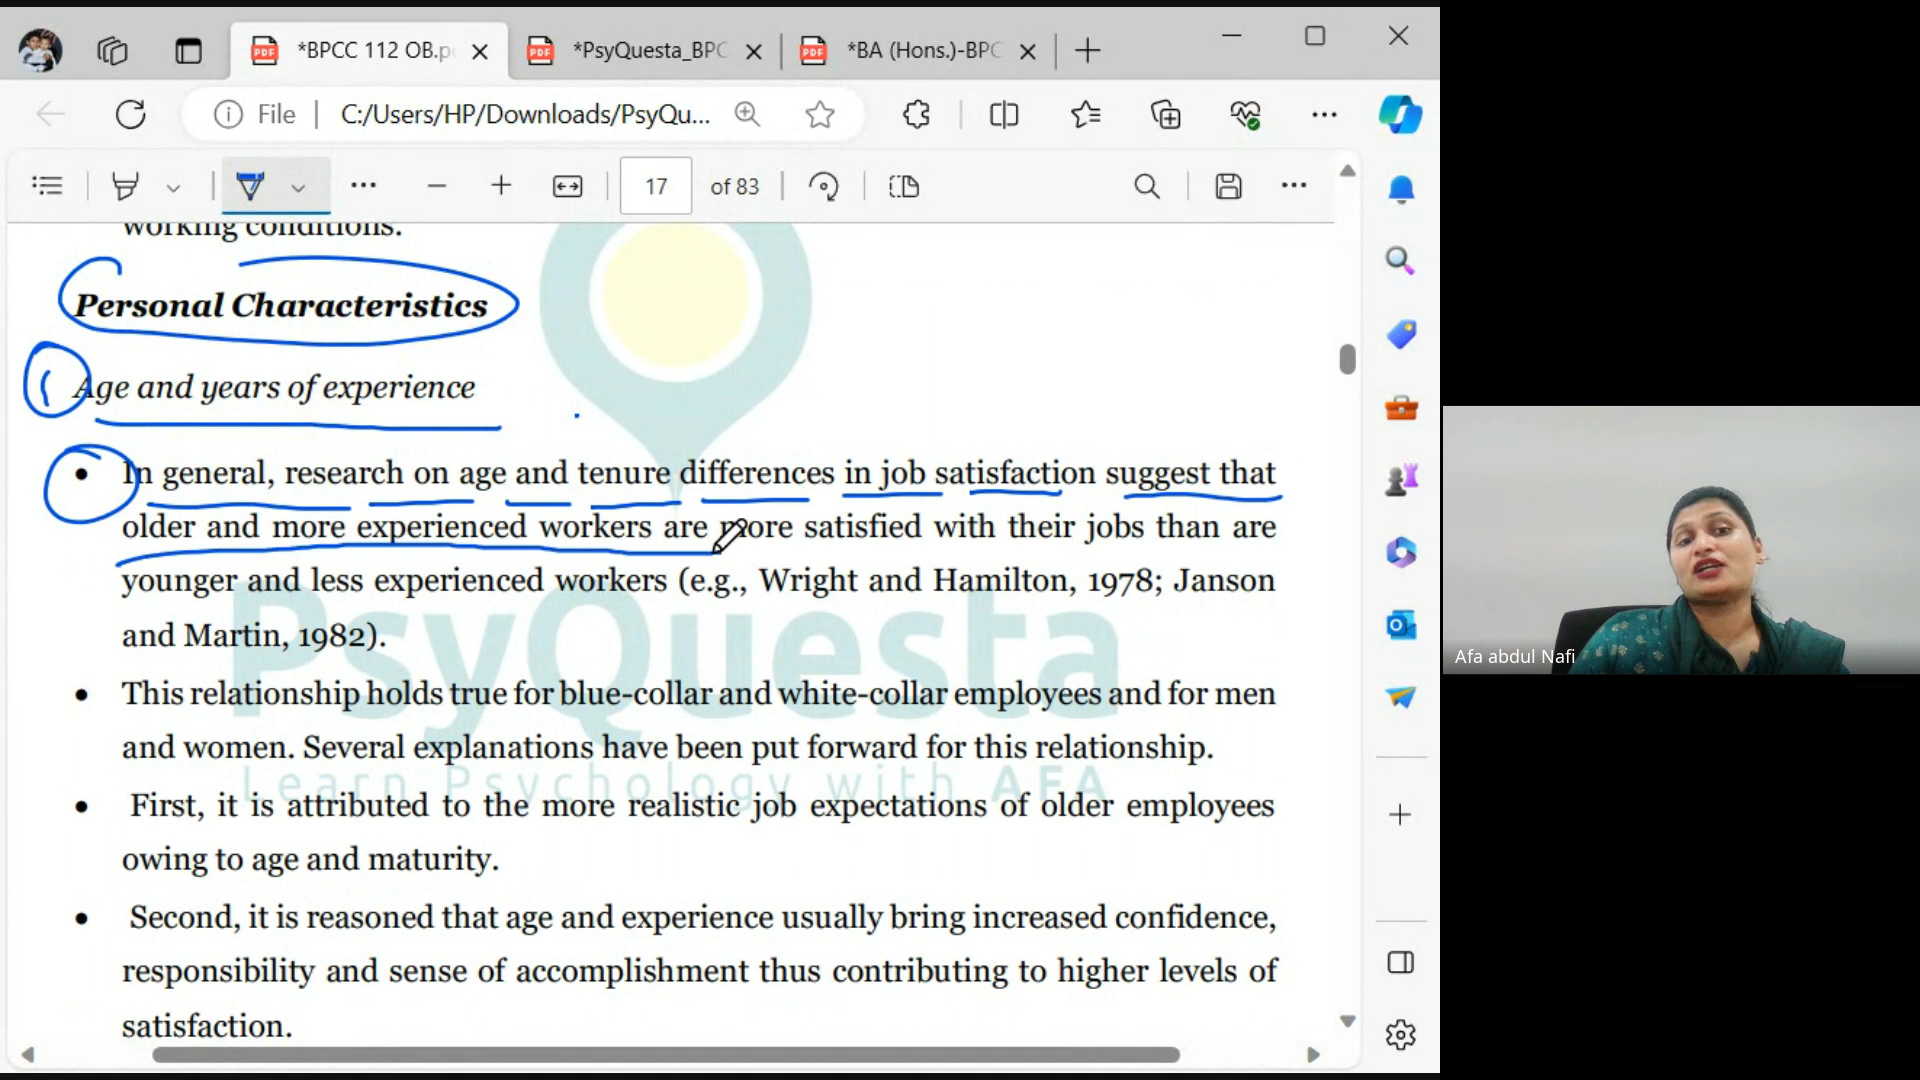 *BPCC 112 OB.p
*PsyQuesta_BPC
*BA (Hons.)-BPC
File
C:/Users/HP/Downloads/PsyQu...
17 of 83
working conditions.
Personal Characteristics
Age and years of experience
• In general, research on age and tenure differences in job satisfaction suggest that
older and more experienced workers are more satisfied with their jobs than are
younger and less experienced workers (e.g., Wright and Hamilton, 1978; Janson
and Martin, 1982).
• This relationship holds true for blue-collar and white-collar employees and for men
and women. Several explanations have been put forward for this relationship.
• First, it is attributed to the more realistic job expectations of older employees
owing to age and maturity.
• Second, it is reasoned that age and experience usually bring increased confidence,
responsibility and sense of accomplishment thus contributing to higher levels of
satisfaction.
PsyQuesta
Learn Psychology with AFA
Afa abdul Nafi